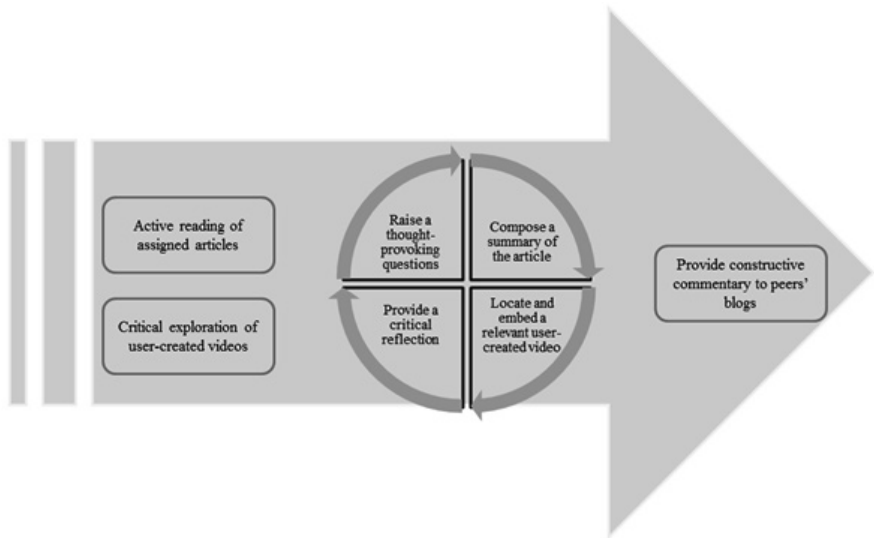 Active reading of
assigned articles
Critical exploration of
user-created videos
Raise a
thought-
provoking
questions
Compose a
summary of
the article
Provide a
critical
reflection
Locate and
embed a
relevant user-
created video
Provide constructive
commentary to peers'
blogs